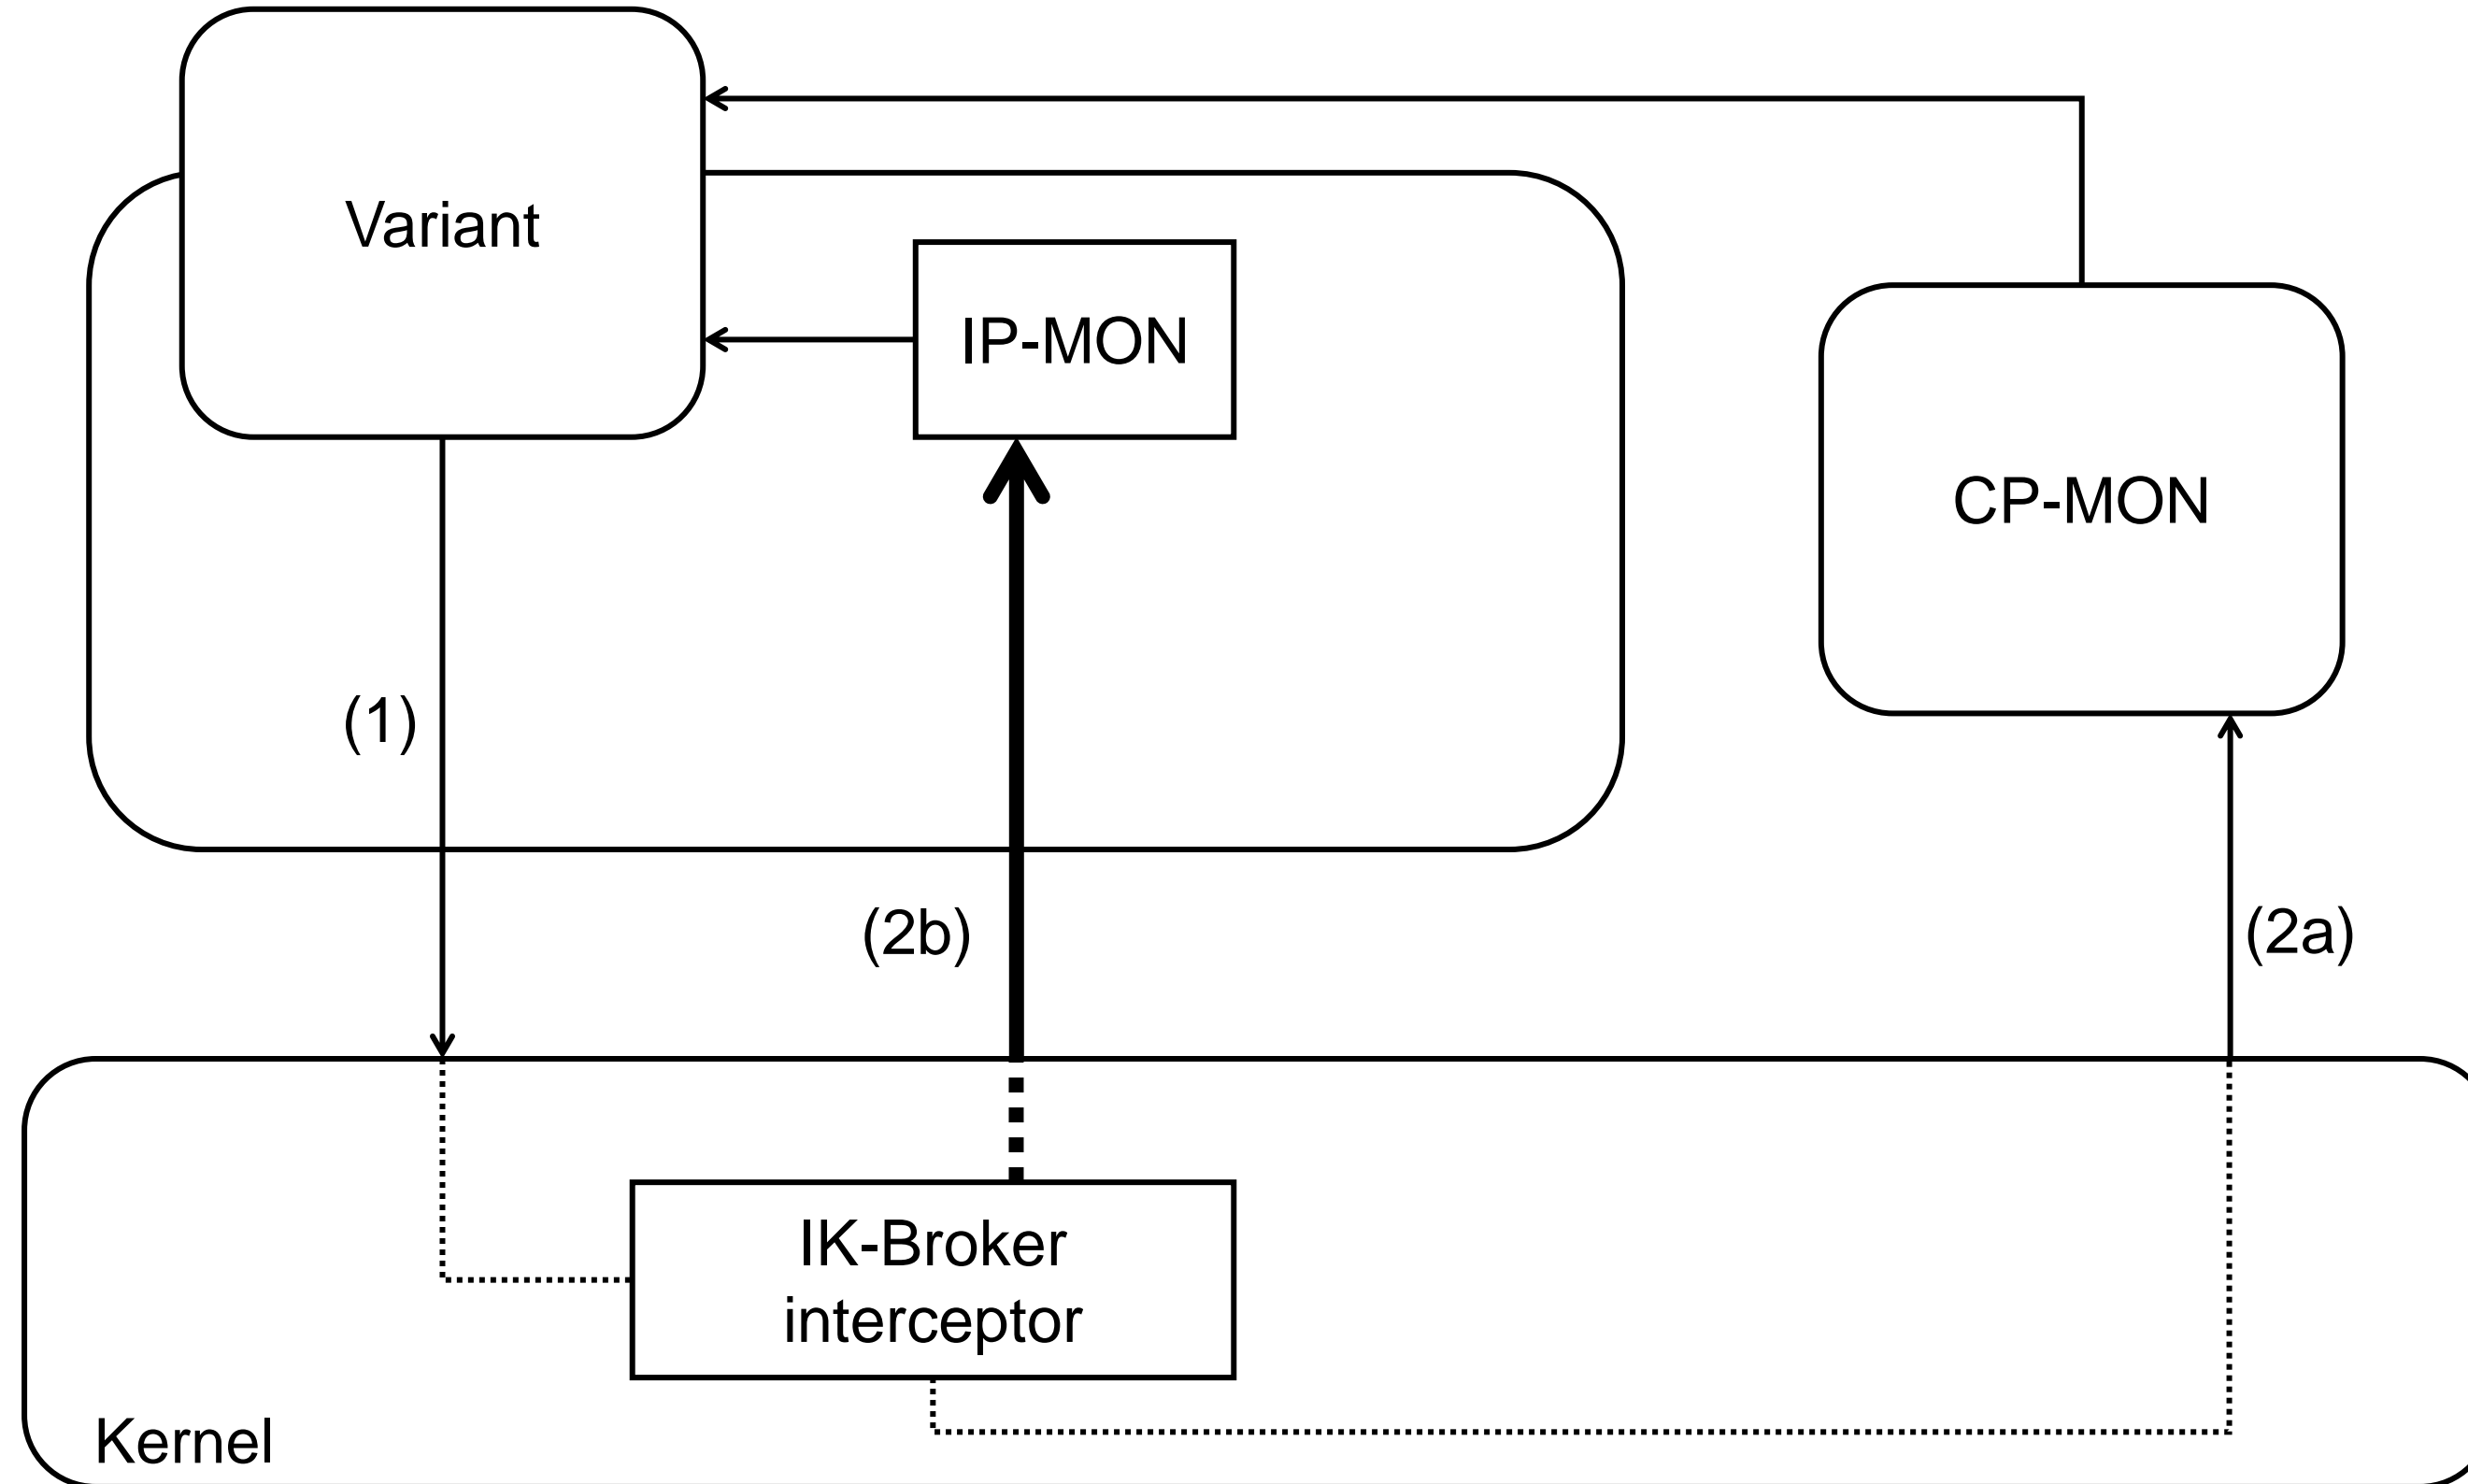 Variant
IP-MON
CP-MON
(1)
(2b)
(2a)
IK-Broker
interceptor
Kernel